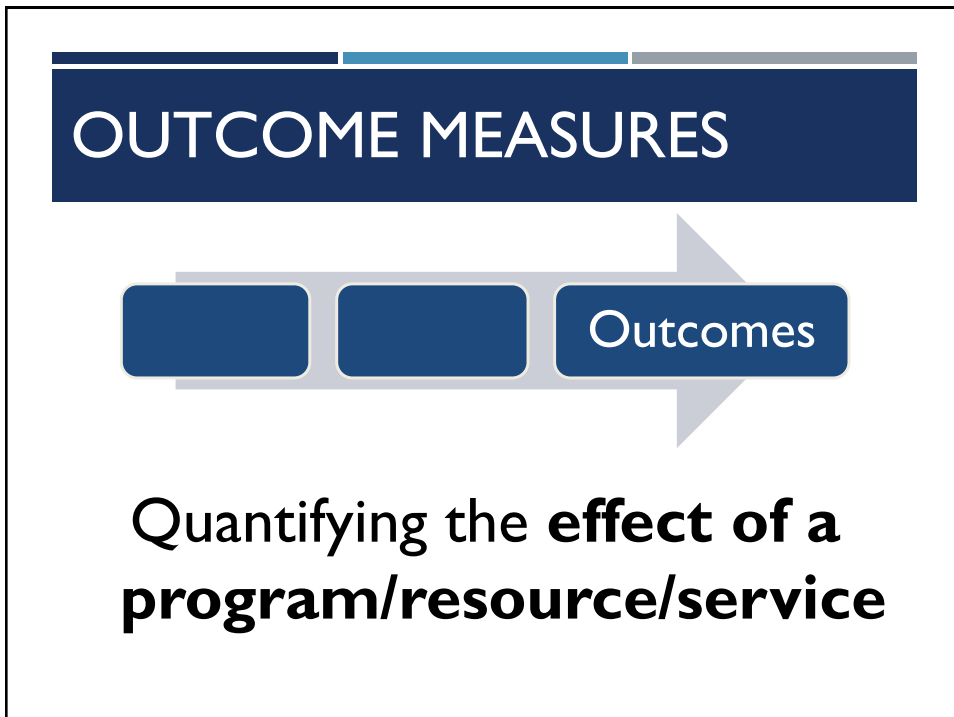 OUTCOME MEASURES
Outcomes
Quantifying the effect of a
program/resource/service